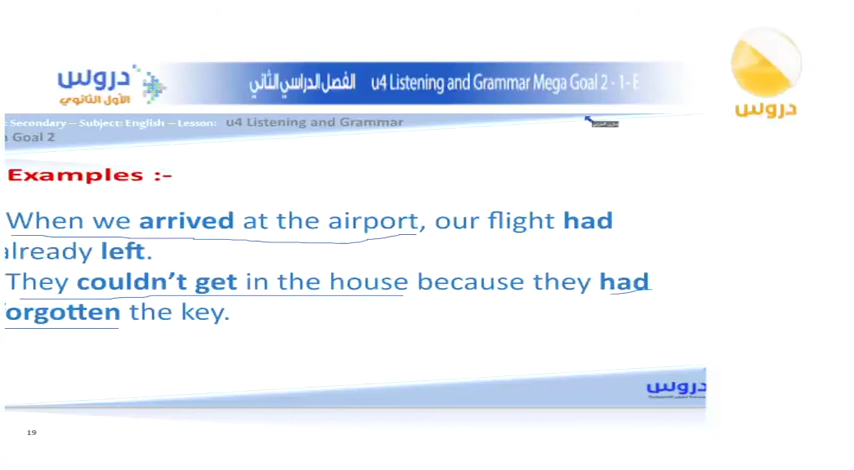 دروس
الأول الثانوي
الفصل الدراسي الثاني
u4 Listening and Grammar Mega Goal 2 - 1- E
دروس
Secondary – Subject: English – Lesson: u4 Listening and Grammar
Goal 2
Examples :-
When we arrived at the airport, our flight had
already left.
They couldn't get in the house because they had
forgotten the key.
دروس
19